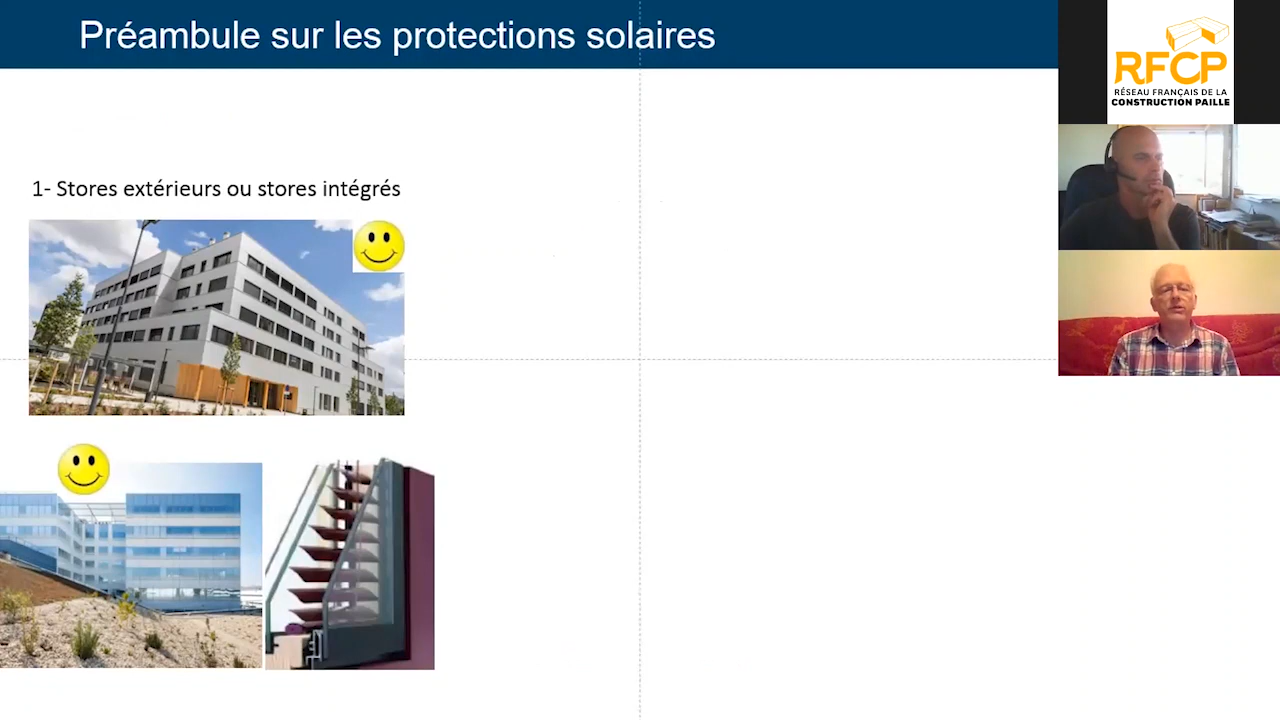 Préambule sur les protections solaires
RFCP
RÉSEAU FRANÇAIS DE LA
CONSTRUCTION PAILLE
1- Stores extérieurs ou stores intégrés